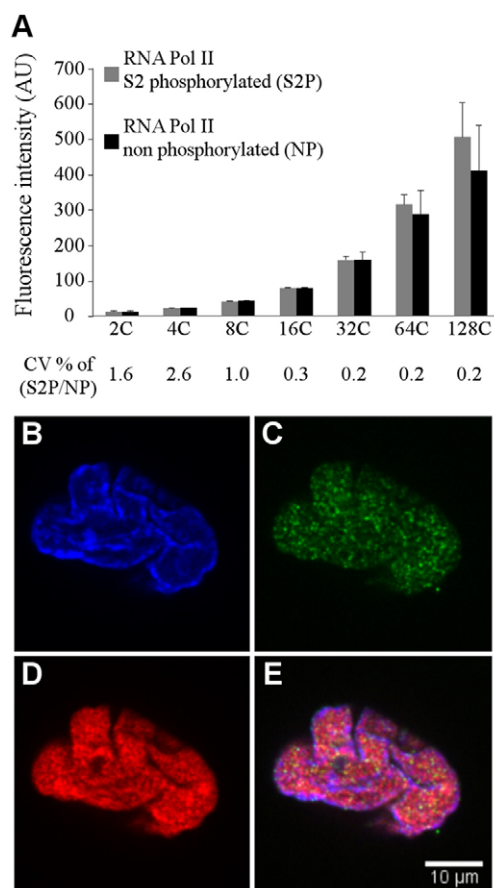 A
Fluorescence intensity (AU)
700
600
500
400
300
200
100
0
RNA Pol II
S2 phosphorylated (S2P)
RNA Pol II
non phosphorylated (NP)
2C 4C 8C 16C 32C 64C 128C
CV % of
(S2P/NP) 1.6 2.6 1.0 0.3 0.2 0.2 0.2
B
C
D
E
10 µm